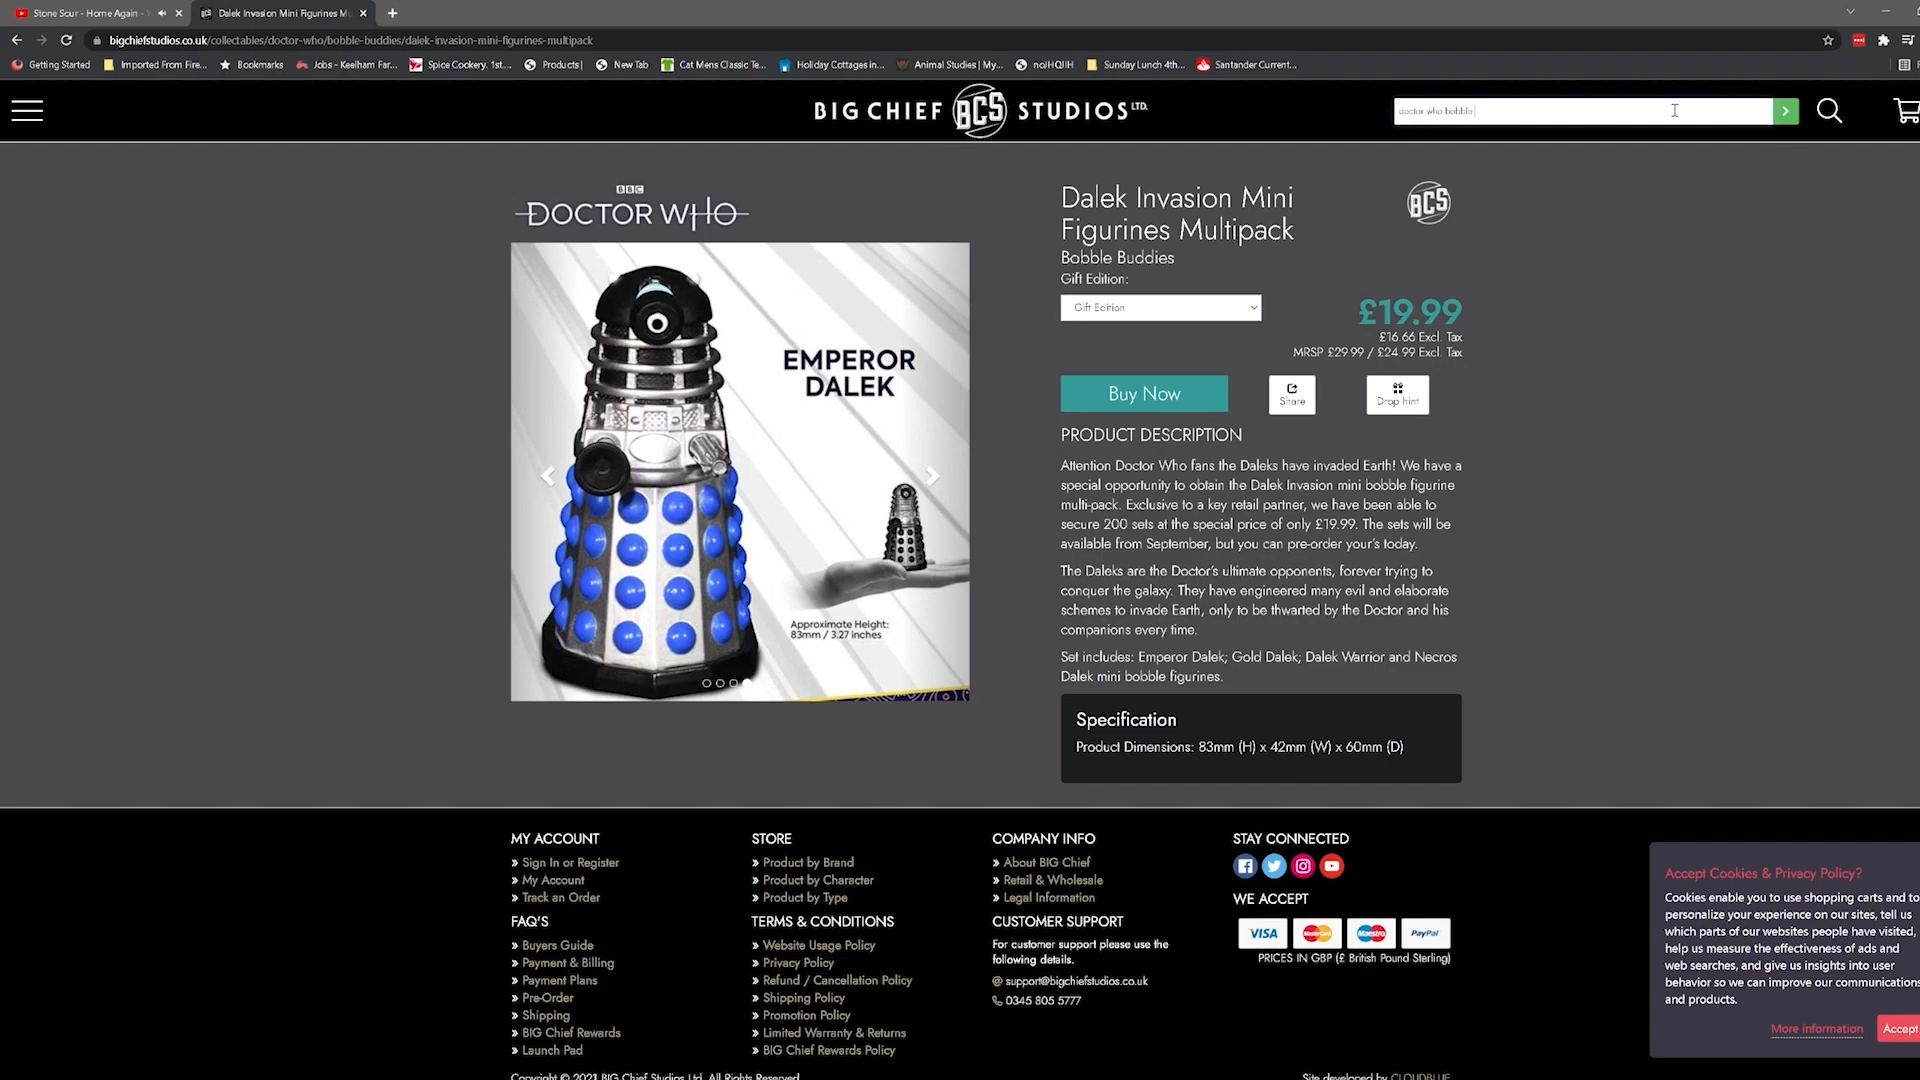 Stone Sour - Home Again -
Dalek Invasion Mini Figurines M
bigchiefstudios.co.uk/collectables/doctor-who/bobble-buddies/dalek-invasion-mini-figurines-multipack
Getting Started
Imported From Fire...
Bookmarks
Jobs - Keelham Far...
Spice Cookery. 1st...
Products |
New Tab
Cat Mens Classic Te...
Holiday Cottages in...
Animal Studies | My...
no/HQJIH
Sunday Lunch 4th...
Santander Current...
BIG CHIEF BCS STUDIOS LTD.
doctor who bobble
BBC
DOCTOR WHO
EMPEROR
DALEK
Approximate Height:
83mm / 3.27 inches
Dalek Invasion Mini
Figurines Multipack
BCS
Bobble Buddies
Gift Edition:
Gift Edition
£19.99
£16.66 Excl. Tax
MRSP £29.99 / £24.99 Excl. Tax
Buy Now
Share
Drop hint
PRODUCT DESCRIPTION
Attention Doctor Who fans the Daleks have invaded Earth! We have a
special opportunity to obtain the Dalek Invasion mini bobble figurine
multi-pack. Exclusive to a key retail partner, we have been able to
secure 200 sets at the special price of only £19.99. The sets will be
available from September, but you can pre-order your's today.
The Daleks are the Doctor's ultimate opponents, forever trying to
conquer the galaxy. They have engineered many evil and elaborate
schemes to invade Earth, only to be thwarted by the Doctor and his
companions every time.
Set includes: Emperor Dalek; Gold Dalek; Dalek Warrior and Necros
Dalek mini bobble figurines.
Specification
Product Dimensions: 83mm (H) x 42mm (W) x 60mm (D)
MY ACCOUNT
» Sign In or Register
» My Account
» Track an Order
FAQ'S
» Buyers Guide
» Payment & Billing
» Payment Plans
» Pre-Order
» Shipping
» BIG Chief Rewards
» Launch Pad
STORE
» Product by Brand
» Product by Character
» Product by Type
TERMS & CONDITIONS
» Website Usage Policy
» Privacy Policy
» Refund / Cancellation Policy
» Shipping Policy
» Promotion Policy
» Limited Warranty & Returns
» BIG Chief Rewards Policy
COMPANY INFO
» About BIG Chief
» Retail & Wholesale
» Legal Information
CUSTOMER SUPPORT
For customer support please use the
following details.
@ support@bigchiefstudios.co.uk
0345 805 5777
STAY CONNECTED
WE ACCEPT
VISA
MasterCard
Maestro
PayPal
PRICES IN GBP (£ British Pound Sterling)
Accept Cookies & Privacy Policy?
Cookies enable you to use shopping carts and to
personalize your experience on our sites, tell us
which parts of our websites people have visited,
help us measure the effectiveness of ads and
web searches, and give us insights into user
behavior so we can improve our communications
and products.
More information
Accept
Copyright © 2021 BIG Chief Studios Ltd. All Rights Reserved
Site developed by CLOUDBLUE